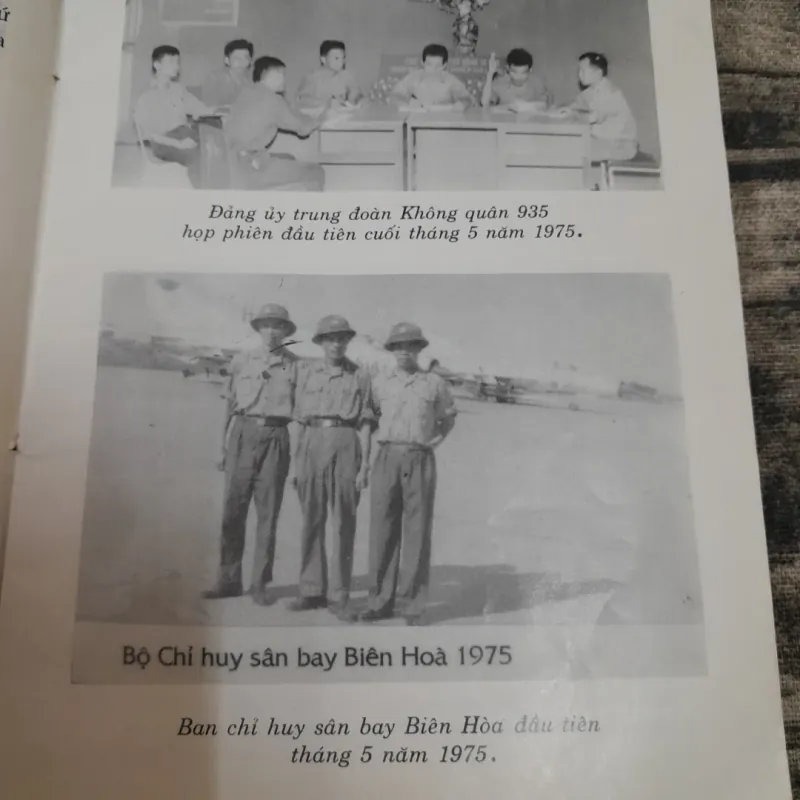 ứ
a
Đảng ủy trung đoàn Không quân 935
họp phiên đầu tiên cuối tháng 5 năm 1975.
Bộ Chỉ huy sân bay Biên Hoà 1975
Ban chỉ huy sân bay Biên Hòa đầu tiên
tháng 5 năm 1975.